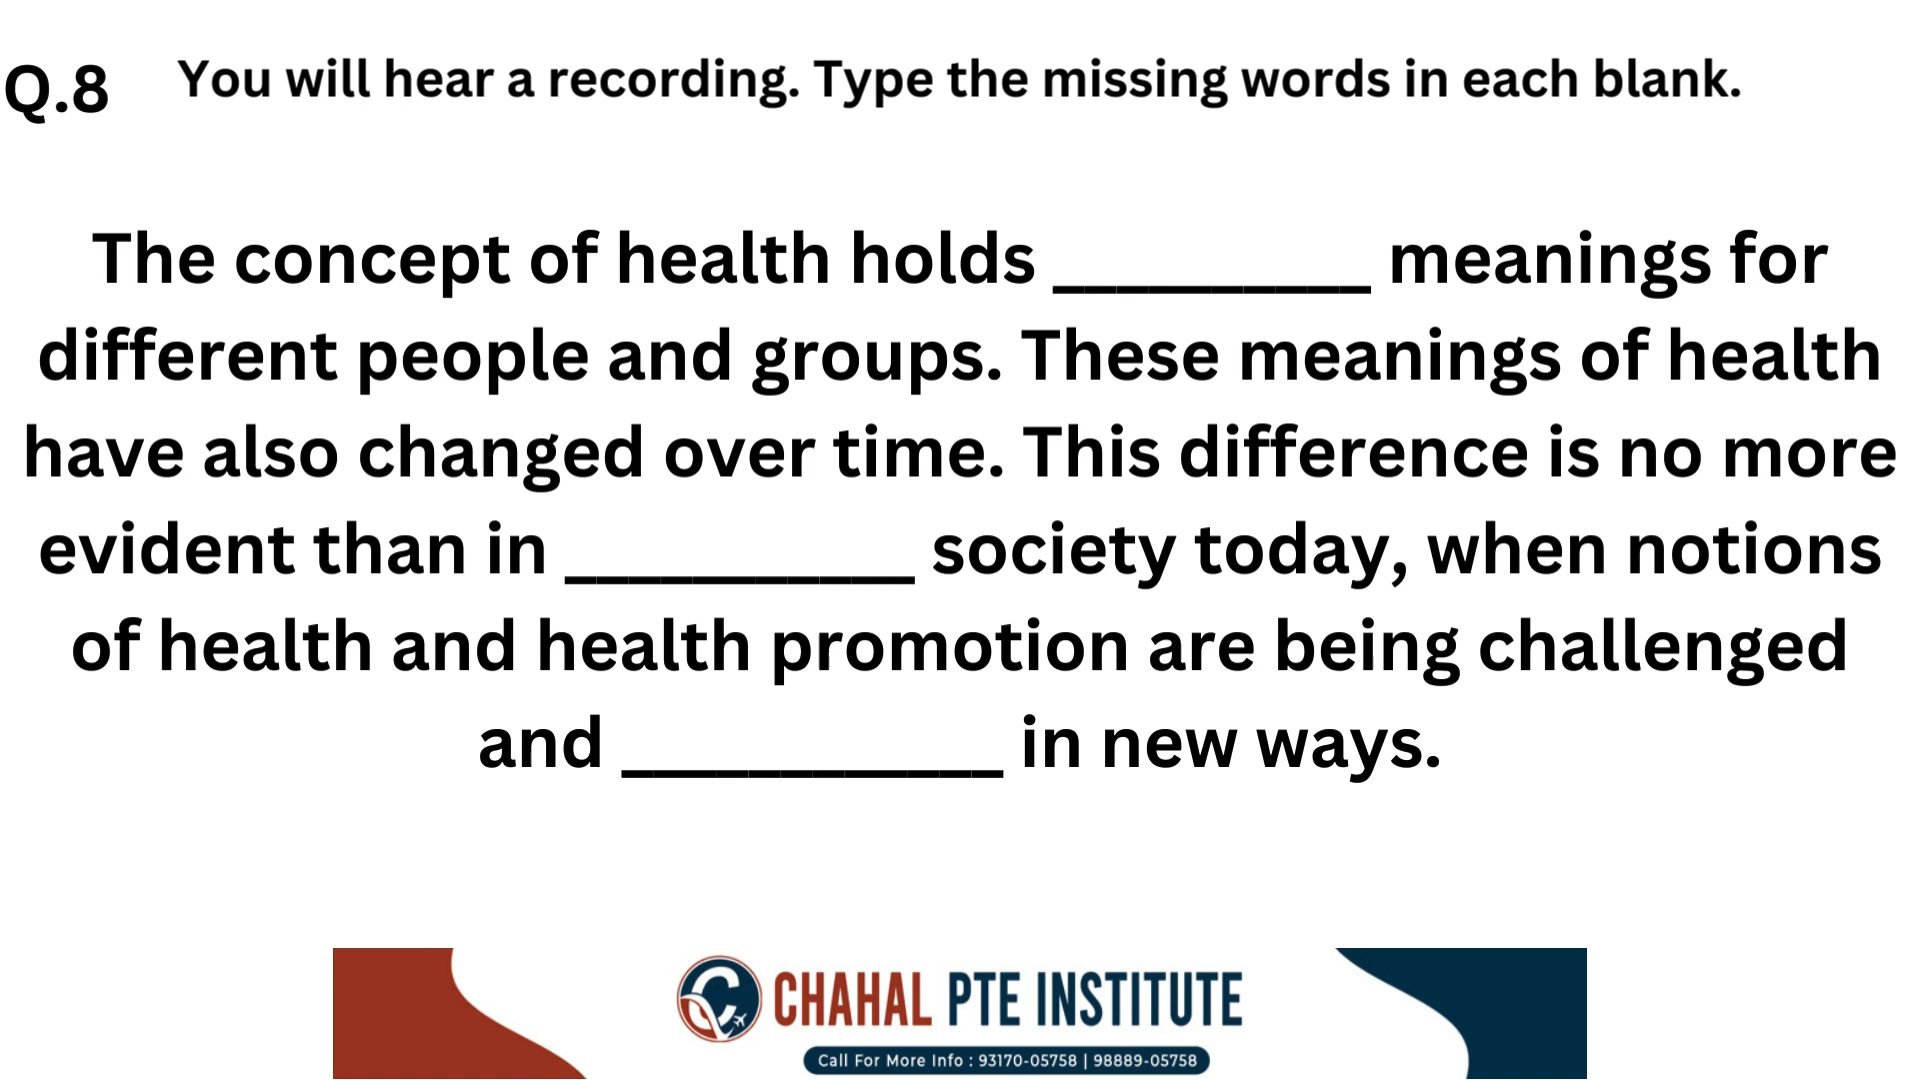 Q.8 You will hear a recording. Type the missing words in each blank.
The concept of health holds __________ meanings for
different people and groups. These meanings of health
have also changed over time. This difference is no more
evident than in ___________ society today, when notions
of health and health promotion are being challenged
and ____________ in new ways.
CHAHAL PTE INSTITUTE
Call For More Info : 93170-05758 | 98889-05758